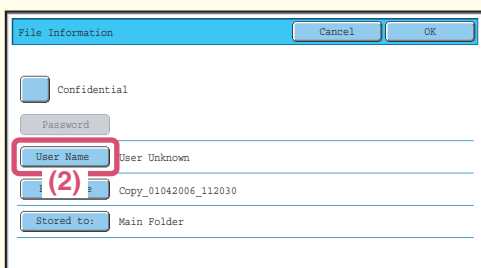 File Information Cancel OK
Confidential
Password
User Name User Unknown
(2) Copy_01042006_112030
Stored to: Main Folder